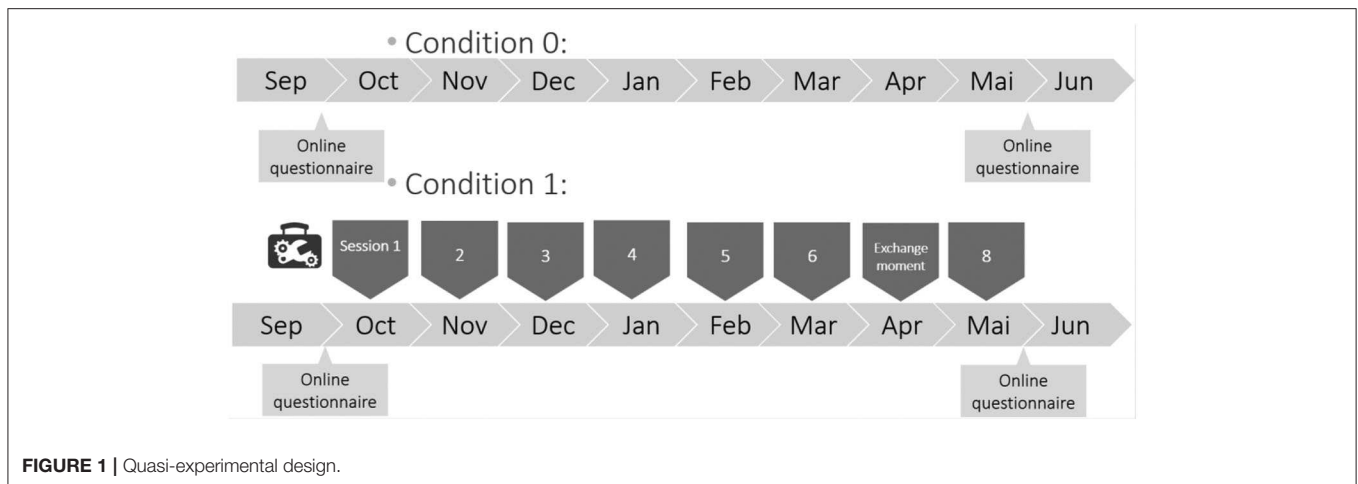 • Condition 0:
Sep Oct Nov Dec Jan Feb Mar Apr Mai Jun
Online
questionnaire
Online
questionnaire
• Condition 1:
Session 1
2
3
4
5
6
Exchange
moment
8
Sep Oct Nov Dec Jan Feb Mar Apr Mai Jun
Online
questionnaire
Online
questionnaire
FIGURE 1 | Quasi-experimental design.